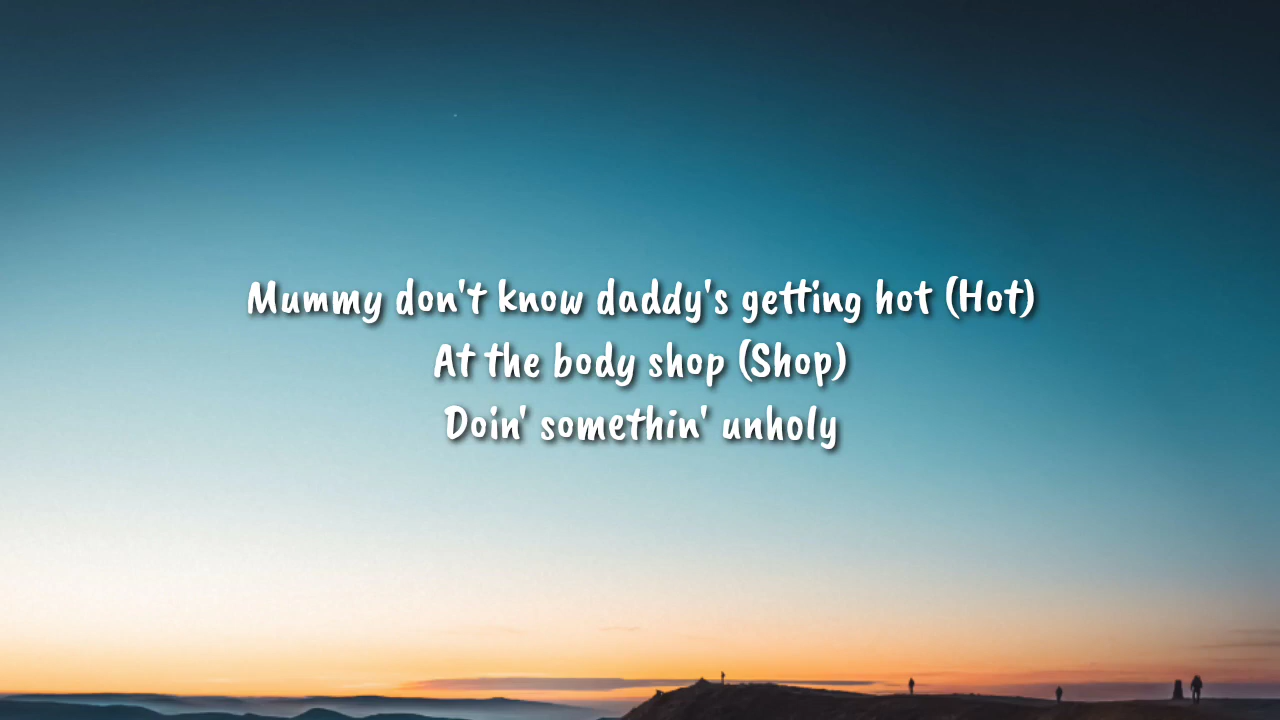 Mummy don't know daddy's getting hot (Hot)
At the body shop (Shop)
Doin' somethin' unholy